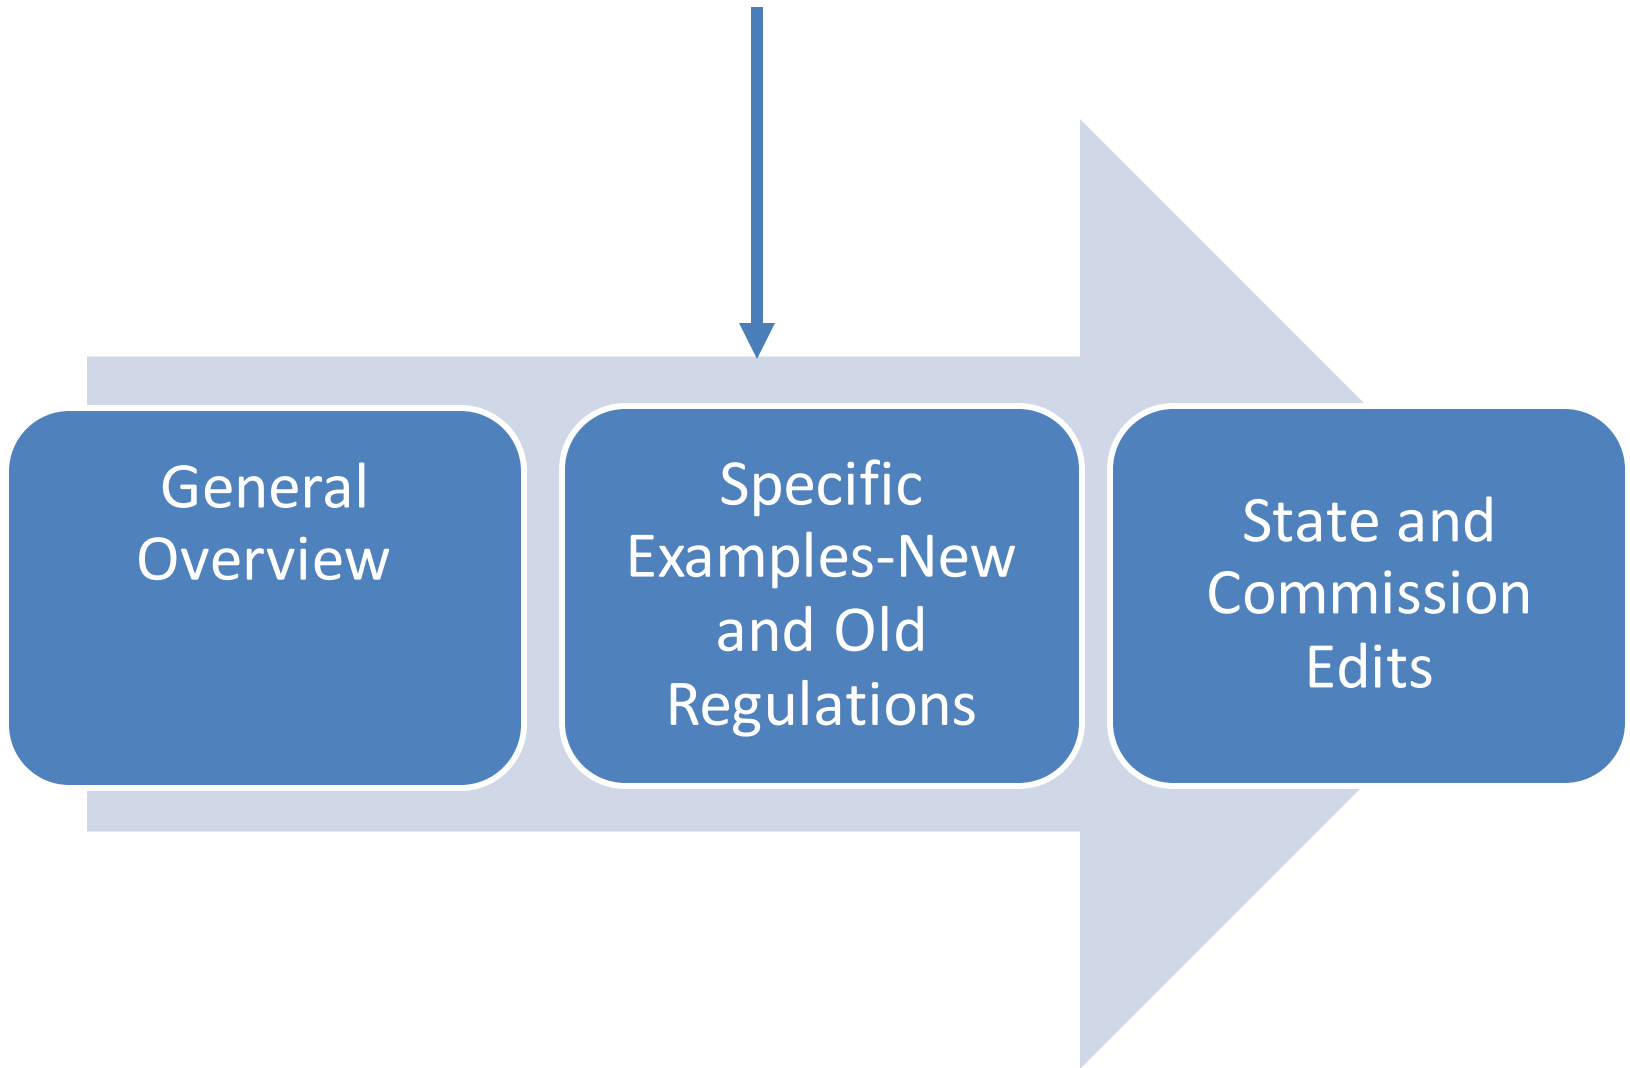 General
Overview
Specific
Examples-New
and Old
Regulations
State and
Commission
Edits